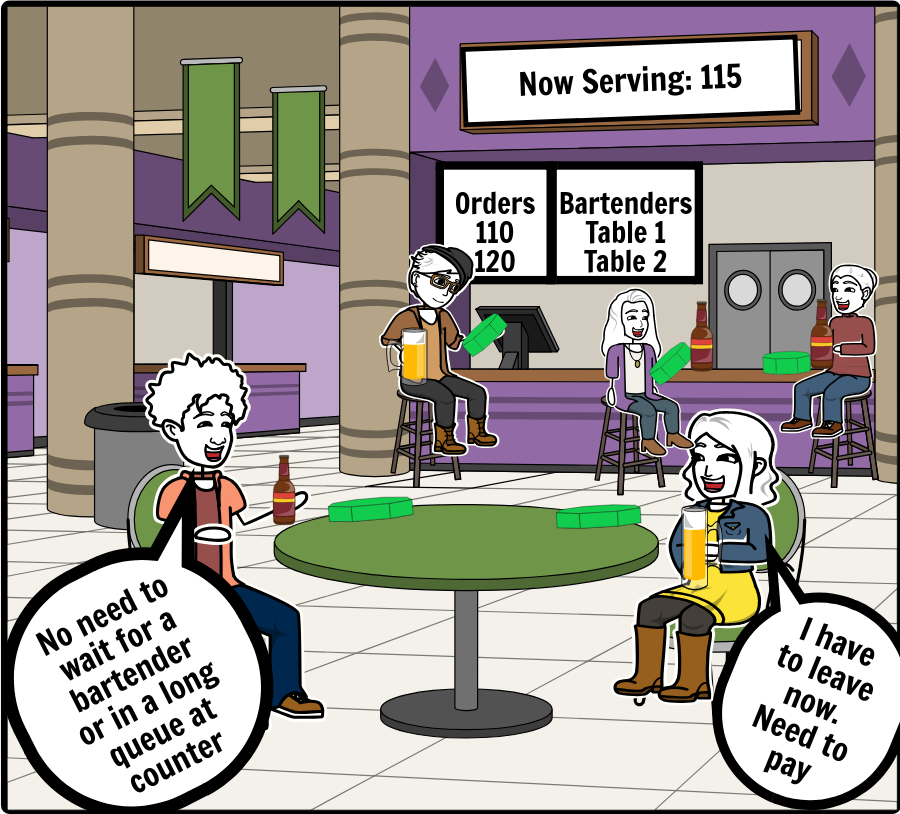 Now Serving: 115
Orders
110
120
Bartenders
Table 1
Table 2
No need to
wait for a
bartender
or in a long
queue at
counter
I have
to leave
now.
Need to
pay